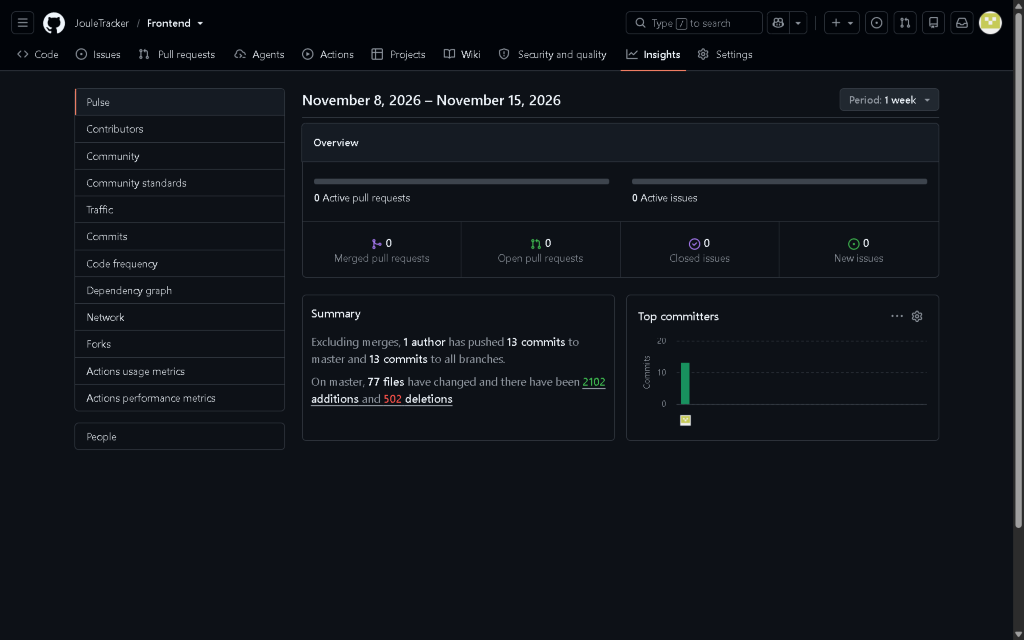 JouleTracker / Frontend
Type / to search
Code
Issues
Pull requests
Agents
Actions
Projects
Wiki
Security and quality
Insights
Settings
Pulse
Contributors
Community
Community standards
Traffic
Commits
Code frequency
Dependency graph
Network
Forks
Actions usage metrics
Actions performance metrics
People
November 8, 2026 – November 15, 2026
Period: 1 week
Overview
0 Active pull requests
0 Active issues
0
Merged pull requests
0
Open pull requests
0
Closed issues
0
New issues
Summary
Excluding merges, 1 author has pushed 13 commits to
master and 13 commits to all branches.
On master, 77 files have changed and there have been 2102
additions and 502 deletions
Top committers
Commits
20
10
0